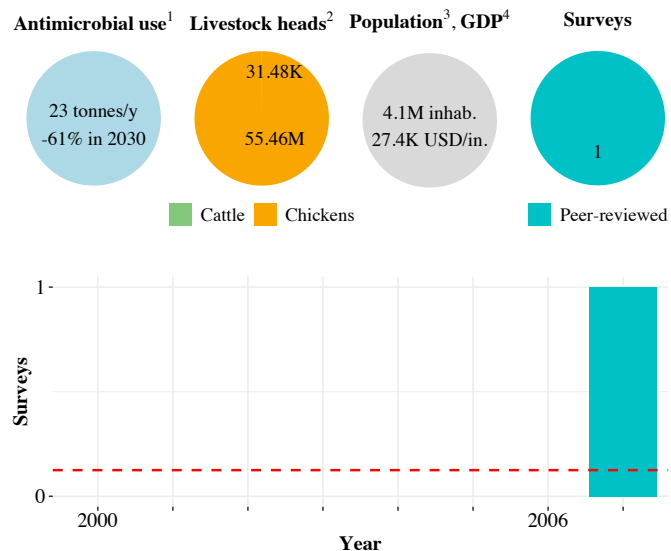 Antimicrobial use¹ Livestock heads² Population³, GDP⁴ Surveys
23 tonnes/y
-61% in 2030
31.48K
55.46M
4.1M inhab.
27.4K USD/in.
1
Cattle Chickens
Peer-reviewed
Surveys
1
0
2000 2006
Year